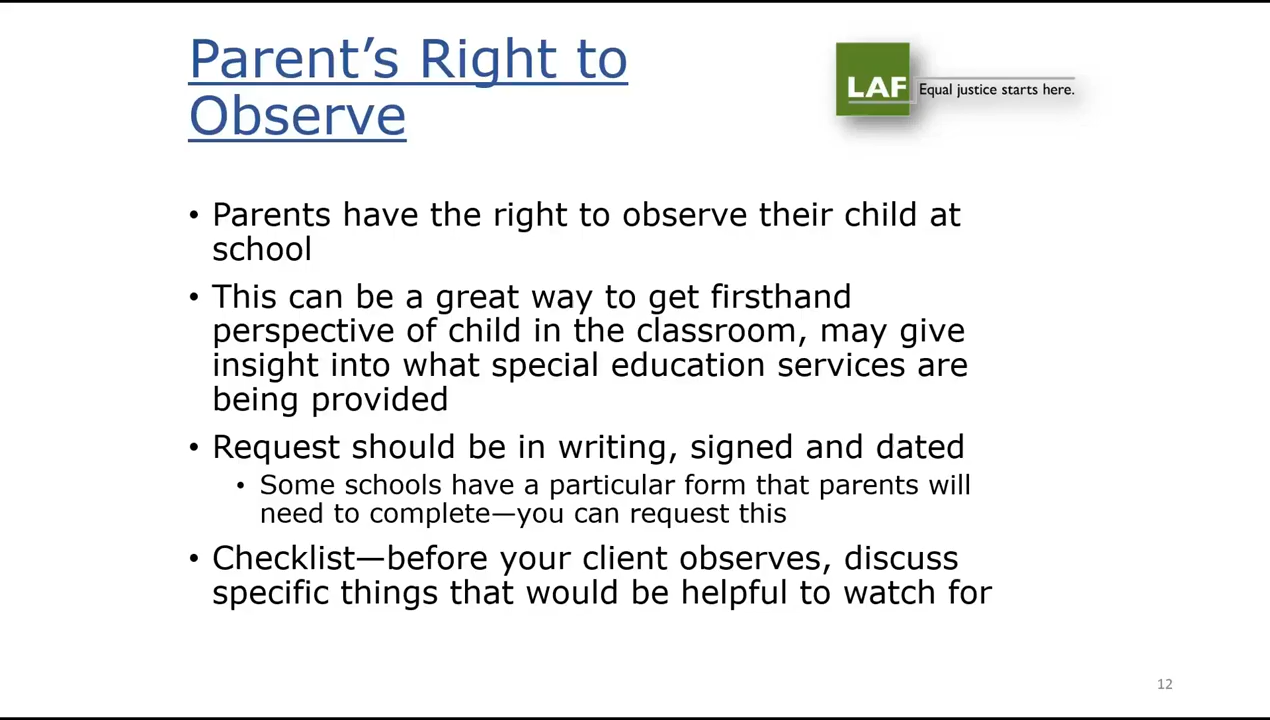 Parent’s Right to
Observe
LAF Equal justice starts here.
• Parents have the right to observe their child at
school
• This can be a great way to get firsthand
perspective of child in the classroom, may give
insight into what special education services are
being provided
• Request should be in writing, signed and dated
• Some schools have a particular form that parents will
need to complete—you can request this
• Checklist—before your client observes, discuss
specific things that would be helpful to watch for
12